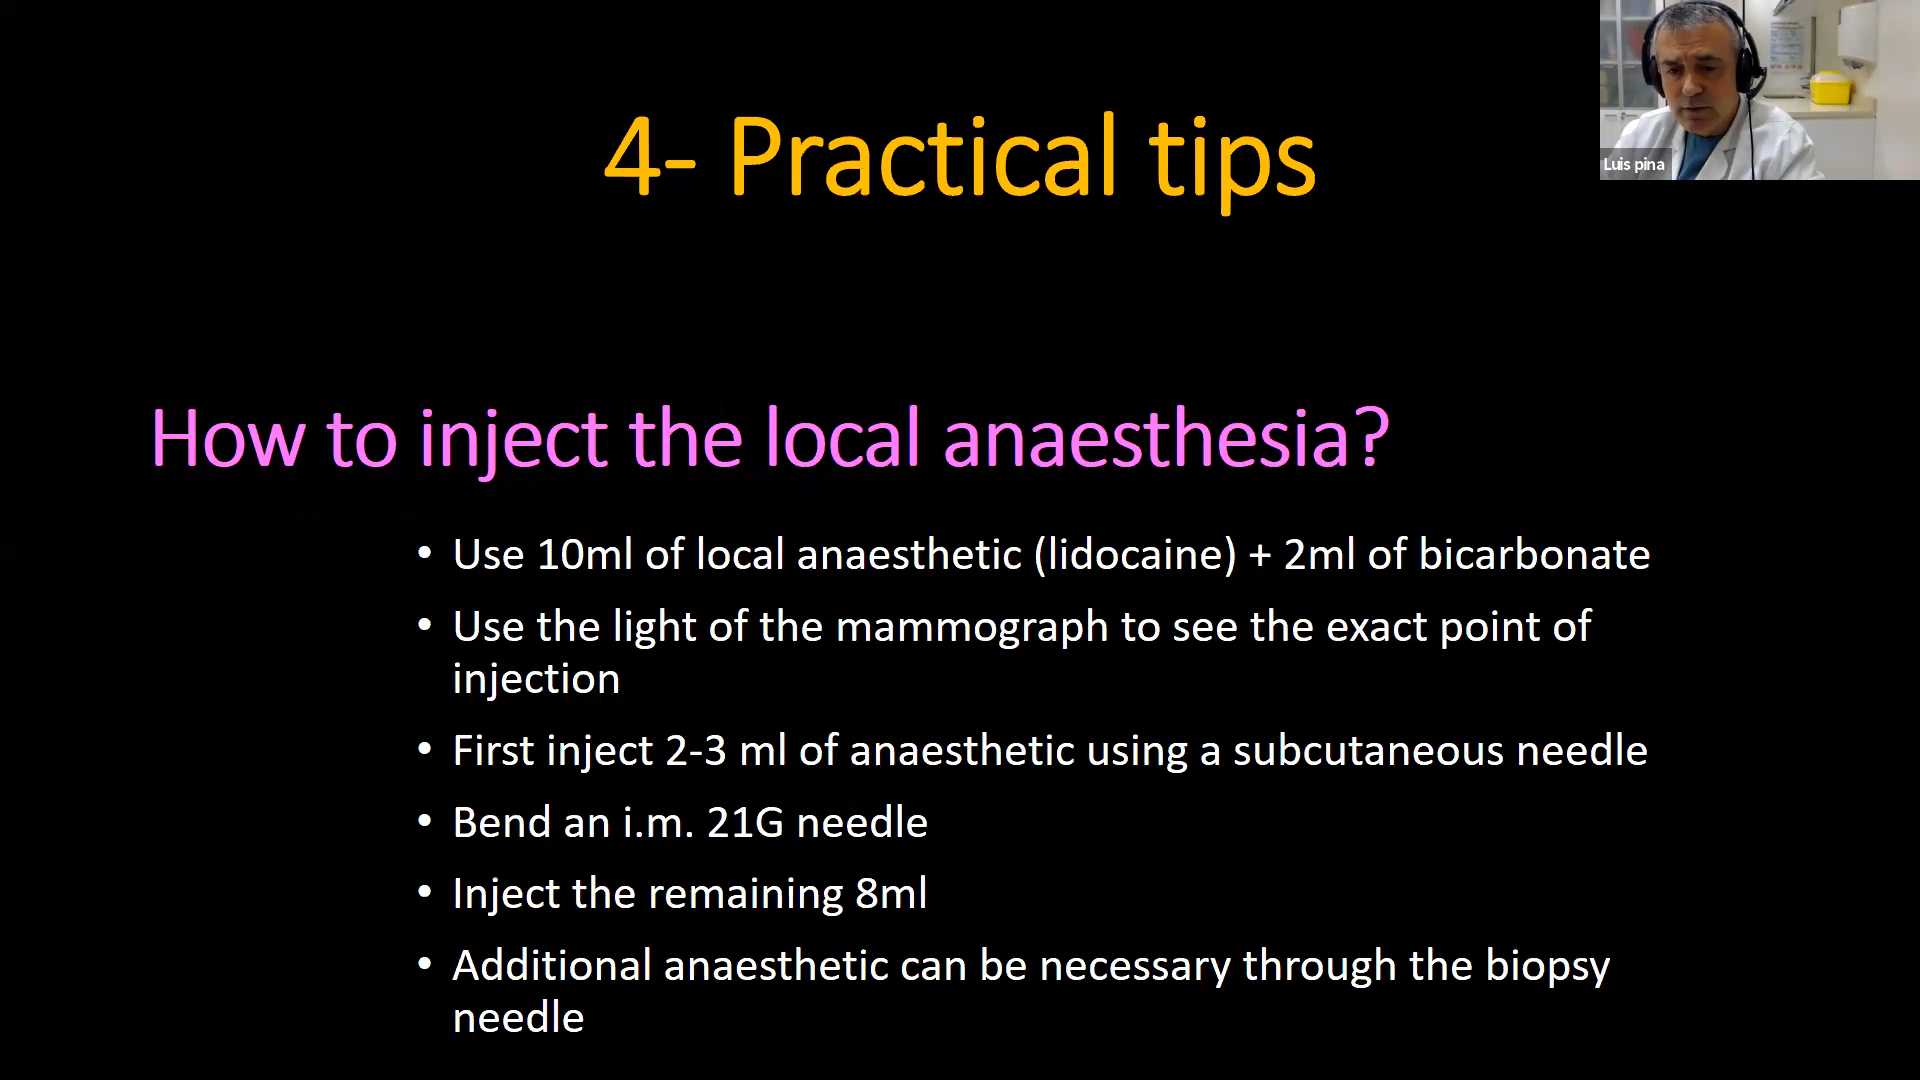 4- Practical tips
Luis pina
How to inject the local anaesthesia?
• Use 10ml of local anaesthetic (lidocaine) + 2ml of bicarbonate
• Use the light of the mammograph to see the exact point of
injection
• First inject 2-3 ml of anaesthetic using a subcutaneous needle
• Bend an i.m. 21G needle
• Inject the remaining 8ml
• Additional anaesthetic can be necessary through the biopsy
needle